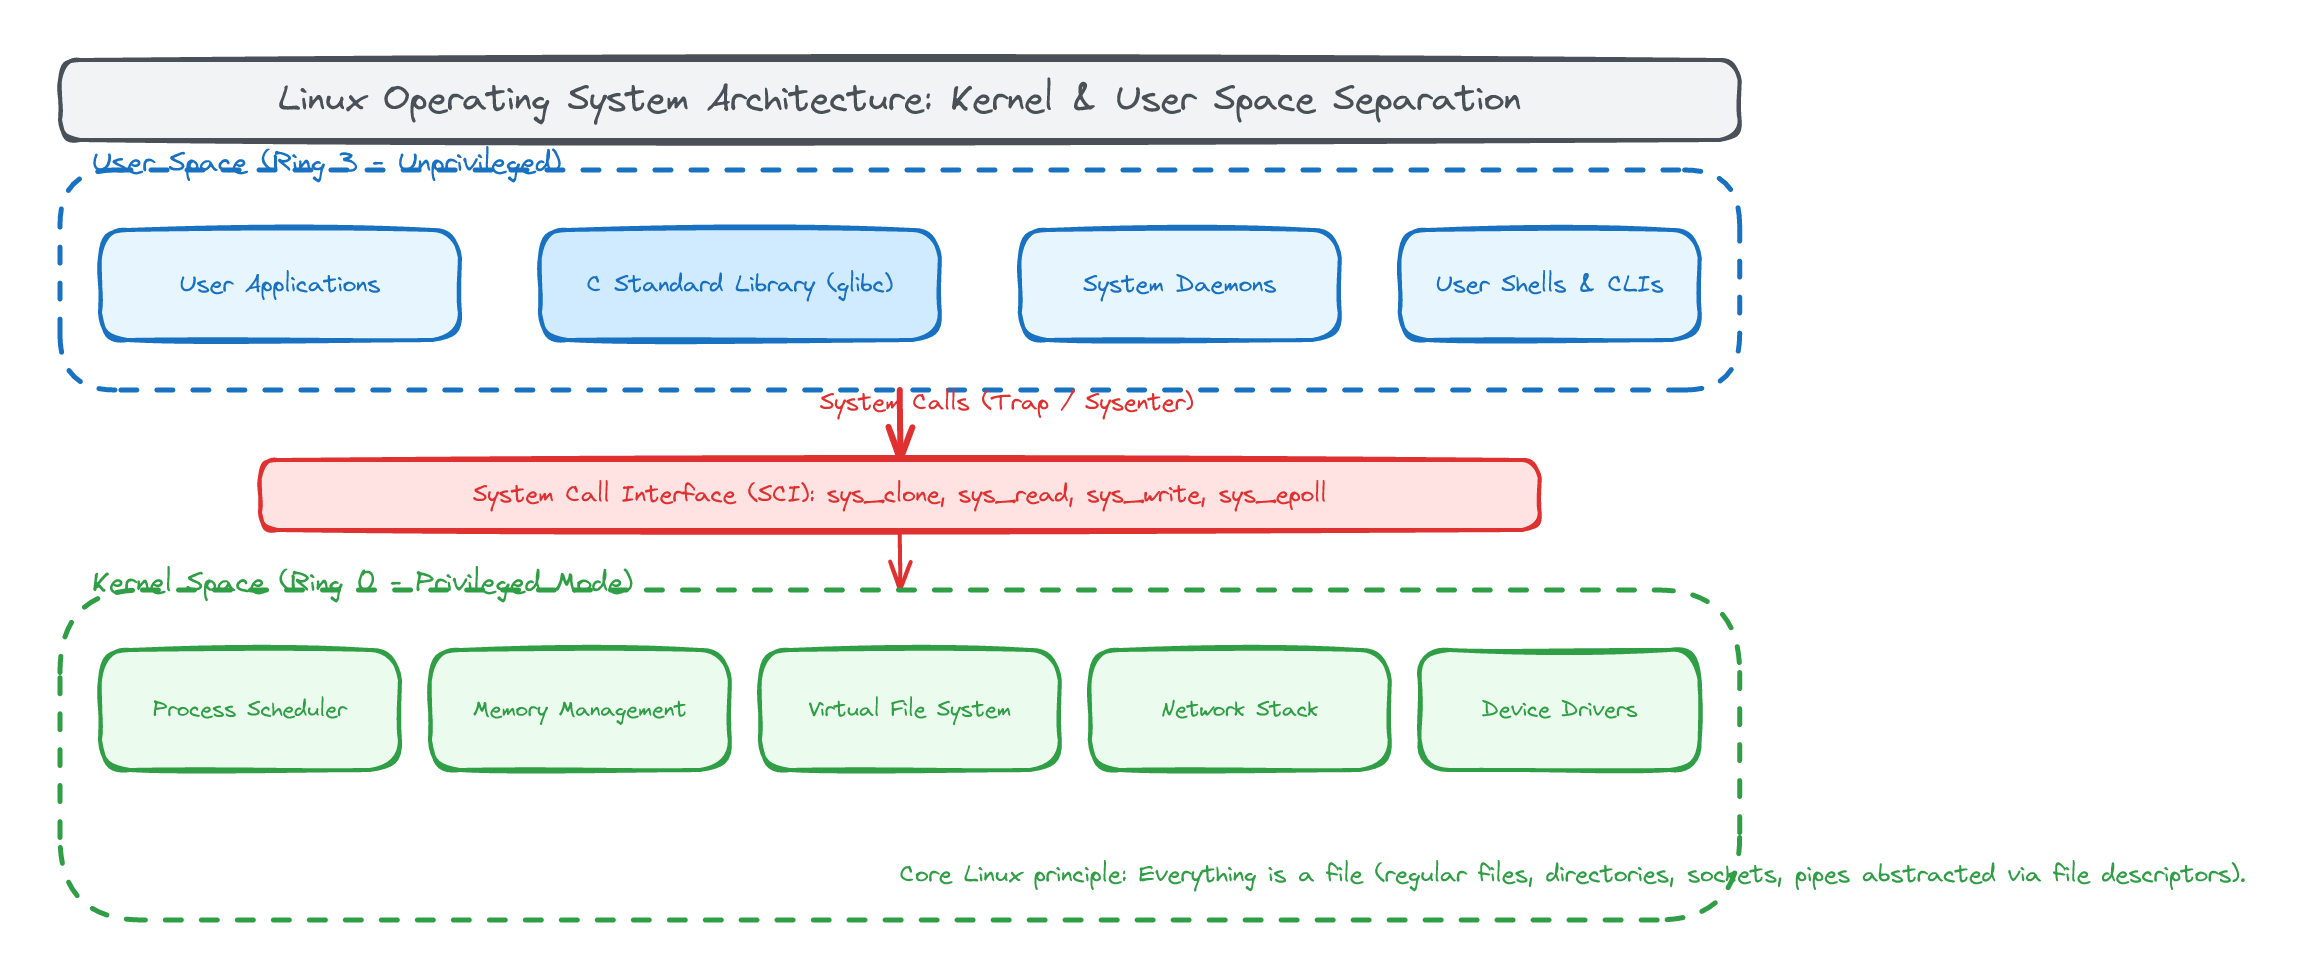 Linux Operating System Architecture: Kernel & User Space Separation
User Space (Ring 3 - Unprivileged)
User Applications
C Standard Library (glibc)
System Daemons
User Shells & CLIs
System Calls (Trap / Sysenter)
System Call Interface (SCI): sys_clone, sys_read, sys_write, sys_epoll
Kernel Space (Ring 0 - Privileged Mode)
Process Scheduler
Memory Management
Virtual File System
Network Stack
Device Drivers
Core Linux principle: Everything is a file (regular files, directories, sockets, pipes abstracted via file descriptors).